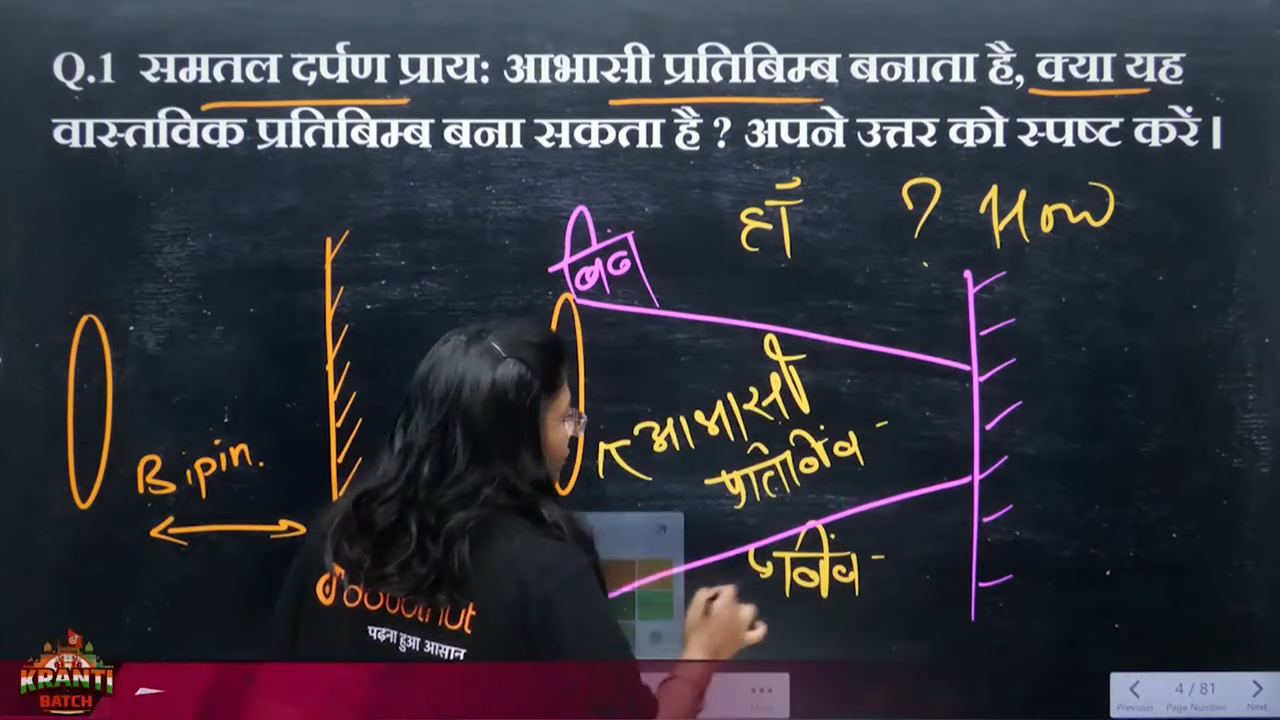 Q.1 समतल दर्पण प्राय: आभासी प्रतिबिम्ब बनाता है, क्या यह
वास्तविक प्रतिबिम्ब बना सकता है ? अपने उत्तर को स्पष्ट करें।
हाँ ? How
बिंब
आभासी
प्रतिबिंब
Bipin.
doubtnut
पढ़ना हुआ आसान
KRANTI
BATCH
4 / 81
Previous Page Number Next